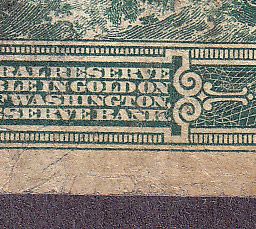 RAL RESERVE
LE IN GOLD ON
WASHINGTON,
SERVE BANK.